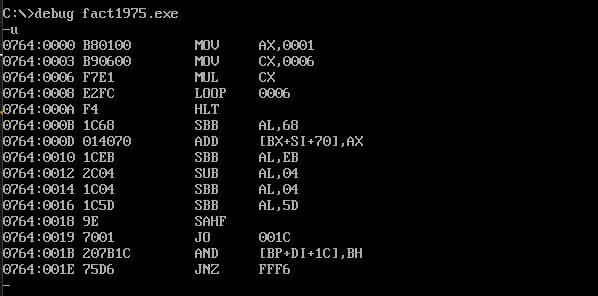 C:\>debug fact1975.exe
-u
0764:0000 B80100 MOV AX,0001
0764:0003 B90600 MOV CX,0006
0764:0006 F7E1 MUL CX
0764:0008 E2FC LOOP 0006
0764:000A F4 HLT
0764:000B 1C68 SBB AL,68
0764:000D 014070 ADD [BX+SI+70],AX
0764:0010 1CEB SBB AL,EB
0764:0012 2C04 SUB AL,04
0764:0014 1C04 SBB AL,04
0764:0016 1C5D SBB AL,5D
0764:0018 9E SAHF
0764:0019 7001 JO 001C
0764:001B 207B1C AND [BP+DI+1C],BH
0764:001E 75D6 JNZ FFF6
-